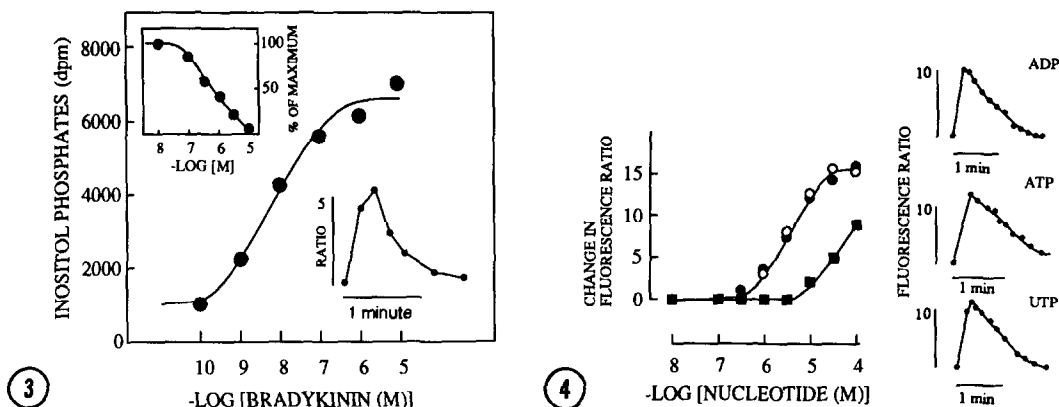 INOSITOL PHOSPHATES (dpm)
8000
6000
4000
2000
0
100
50
% OF MAXIMUM
8 7 6 5
-LOG [M]
5
RATIO
1 minute
10 9 8 7 6 5
-LOG [BRADYKININ (M)]
3
CHANGE IN
FLUORESCENCE RATIO
15
10
5
0
8 7 6 5 4
-LOG [NUCLEOTIDE (M)]
4
FLUORESCENCE RATIO
ADP
10
1 min
ATP
10
1 min
UTP
10
1 min